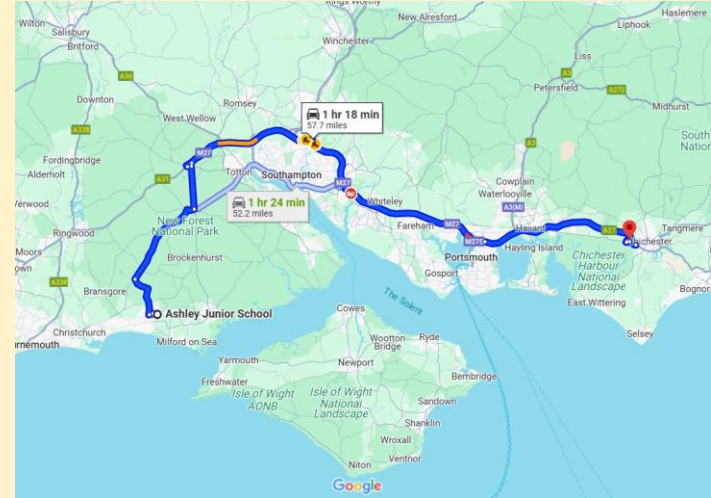 Kings Worthy
Wilton
Salisbury
Britford
New Alresford
Liphook
Haslemere
Winchester
Liss
A36
A3
Petersfield
A272
Midhurst
Downton
Romsey
West Wellow
1 hr 18 min
57.7 miles
A338
Fordingbridge
Alderholt
M27
Totton
Southampton
A31
A3
Cowplain
Waterlooville
A3(M)
1 hr 24 min
52.2 miles
M27
Whiteley
New Forest
National Park
Ringwood
Moors
Fareham
M27
M275
Portsmouth
Havant
Hayling Island
A27
Chichester
Tangmere
Chichester
Harbour
National
Landscape
Brockenhurst
Gosport
Bransgore
A338
East Wittering
Bognor
Selsey
The Solent
Ashley Junior School
Christchurch
Milford on Sea
Cowes
Wootton
Bridge
Ryde
Yarmouth
Newport
Freshwater
Bembridge
Isle of Wight
AONB
Isle of Wight
National
Landscape
Sandown
Shanklin
Wroxall
Niton
Ventnor
Google